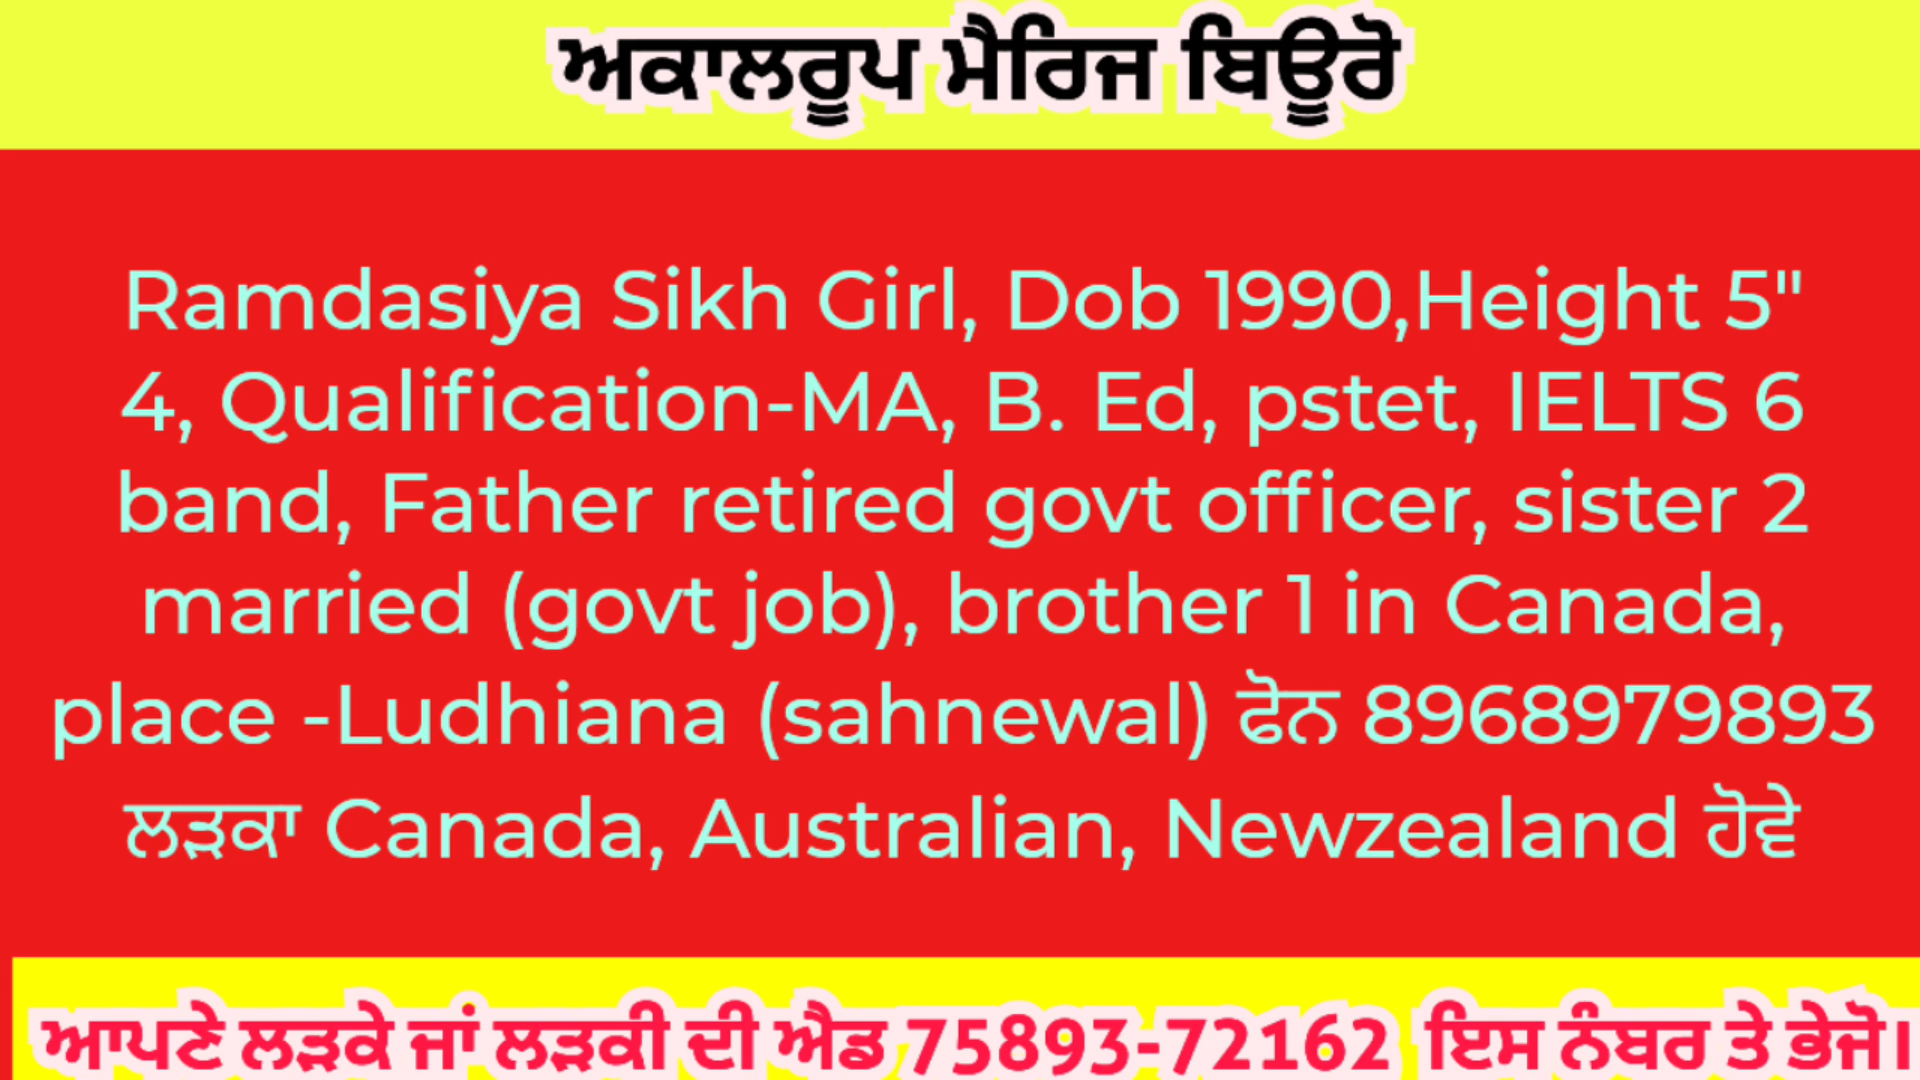 ਅਕਾਲਰੂਪ ਮੈਰਿਜ ਬਿਊਰੋ
Ramdasiya Sikh Girl, Dob 1990,Height 5"
4, Qualification-MA, B. Ed, pstet, IELTS 6
band, Father retired govt officer, sister 2
married (govt job), brother 1 in Canada,
place -Ludhiana (sahnewal) ਫੋਨ 8968979893
ਲੜਕਾ Canada, Australian, Newzealand ਹੋਵੇ
ਆਪਣੇ ਲੜਕੇ ਜਾਂ ਲੜਕੀ ਦੀ ਐਡ 75893-72162 ਇਸ ਨੰਬਰ ਤੇ ਭੇਜੋ।